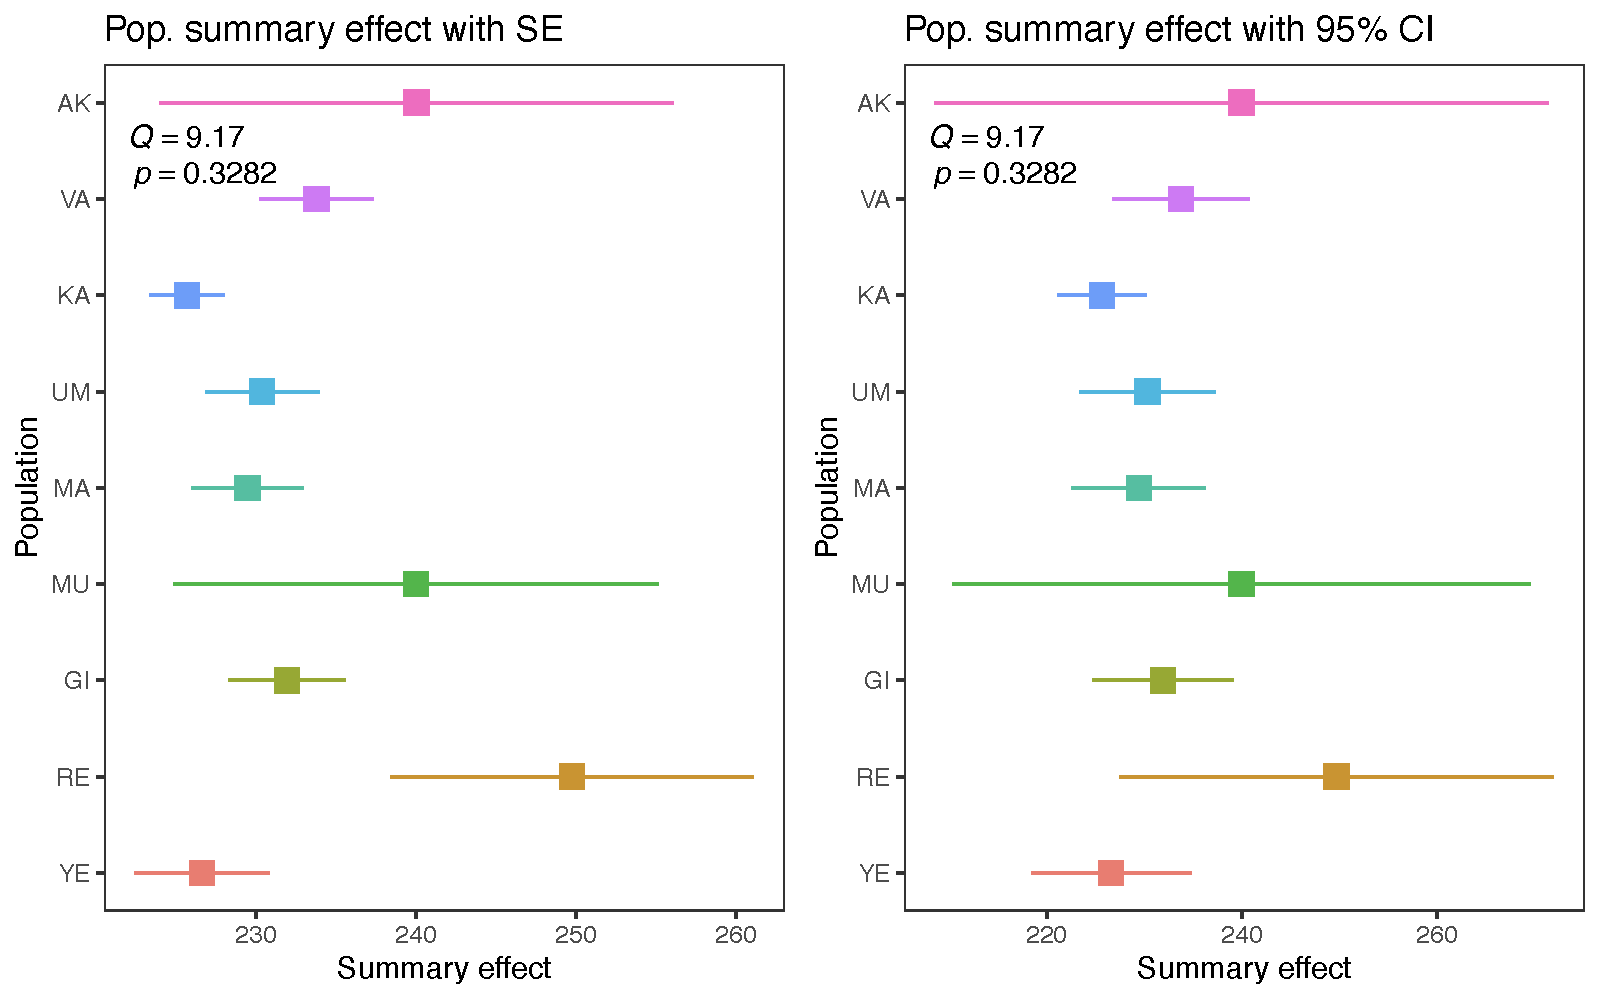 Pop. summary effect with SE
AK
VA
KA
UM
MA
MU
GI
RE
YE
Population
Q = 9.17
p = 0.3282
230 240 250 260
Summary effect
Pop. summary effect with 95% CI
AK
VA
KA
UM
MA
MU
GI
RE
YE
Population
Q = 9.17
p = 0.3282
220 240 260
Summary effect